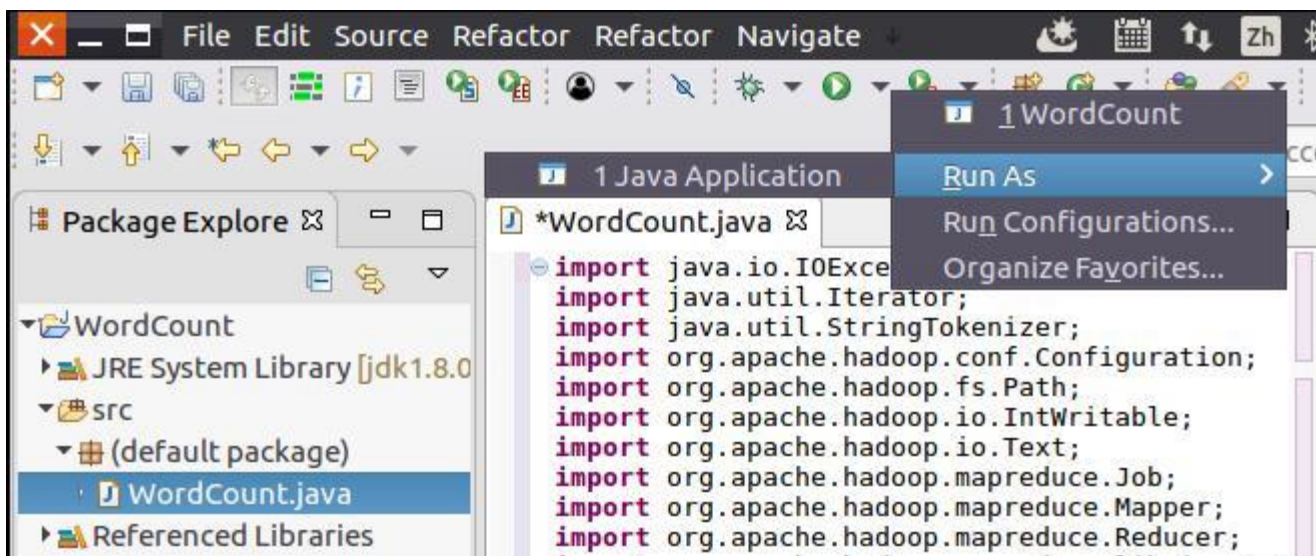 File Edit Source Refactor Refactor Navigate Zh
1 WordCount
1 Java Application
Run As
Run Configurations...
Organize Favorites...
Package Explore
WordCount
JRE System Library [jdk1.8.0
src
(default package)
WordCount.java
Referenced Libraries
*WordCount.java
import java.io.IOExce
import java.util.Iterator;
import java.util.StringTokenizer;
import org.apache.hadoop.conf.Configuration;
import org.apache.hadoop.fs.Path;
import org.apache.hadoop.io.IntWritable;
import org.apache.hadoop.io.Text;
import org.apache.hadoop.mapreduce.Job;
import org.apache.hadoop.mapreduce.Mapper;
import org.apache.hadoop.mapreduce.Reducer;